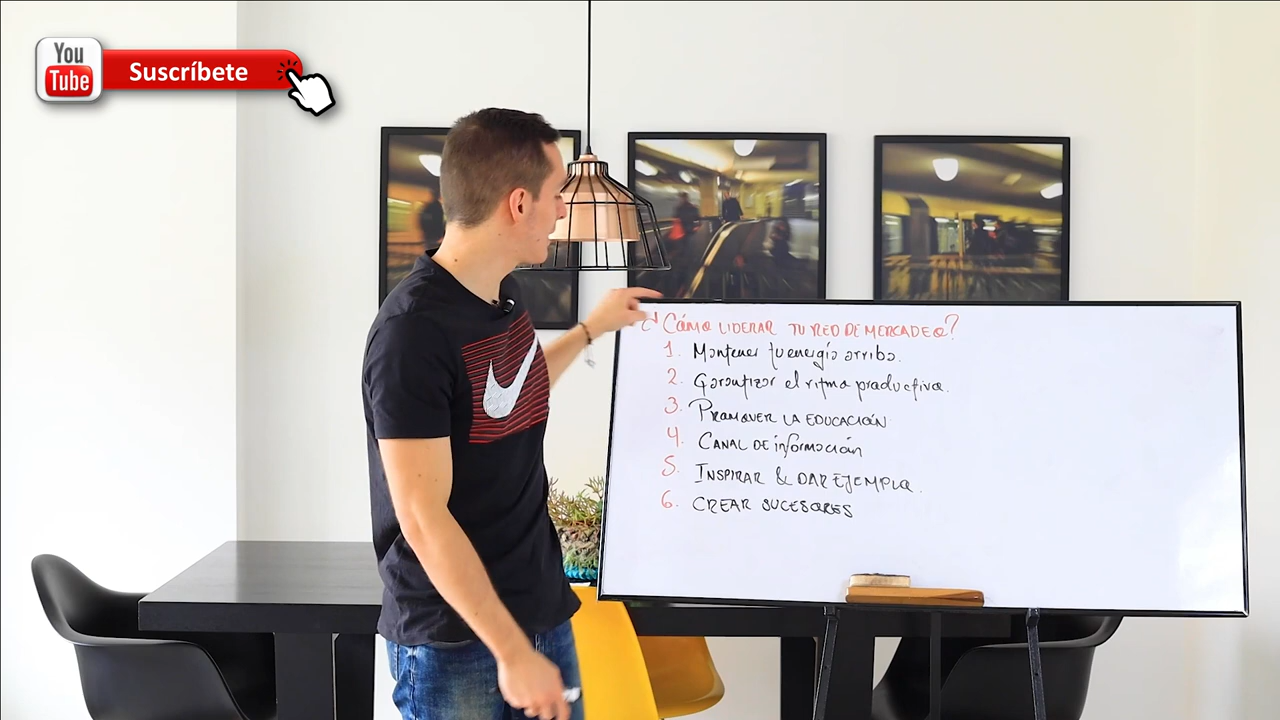 You
Tube
Suscríbete
¿CÓMO LIDERAR TU RED DE MERCADEO?
1. Mantener tu energía arriba.
2. Garantizar el ritmo productivo.
3. PROMOVER LA EDUCACIÓN
4. CANAL DE información
5. INSPIRAR & DAR EJEMPLO.
6. CREAR SUCESORES